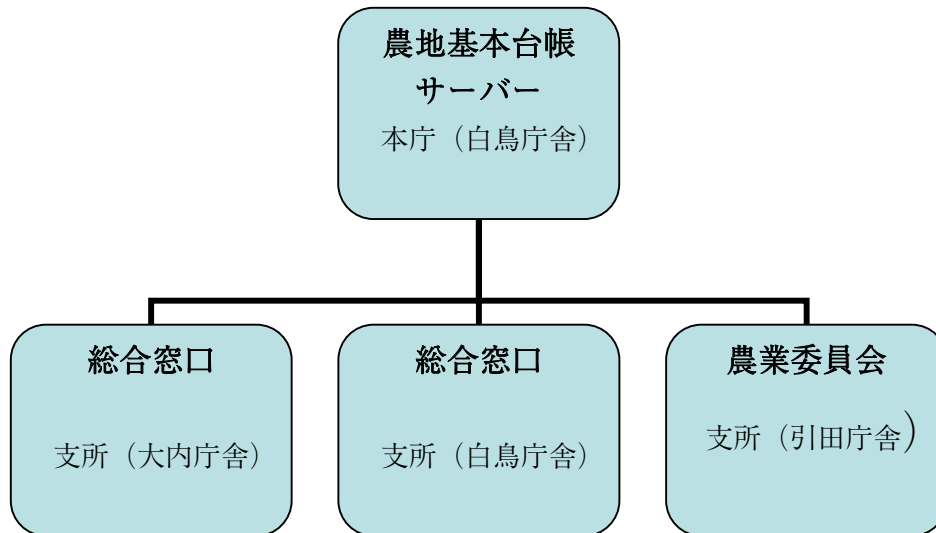 農地基本台帳
サーバー
本庁（白鳥庁舎）
総合窓口
支所（大内庁舎）
総合窓口
支所（白鳥庁舎）
農業委員会
支所（引田庁舎）